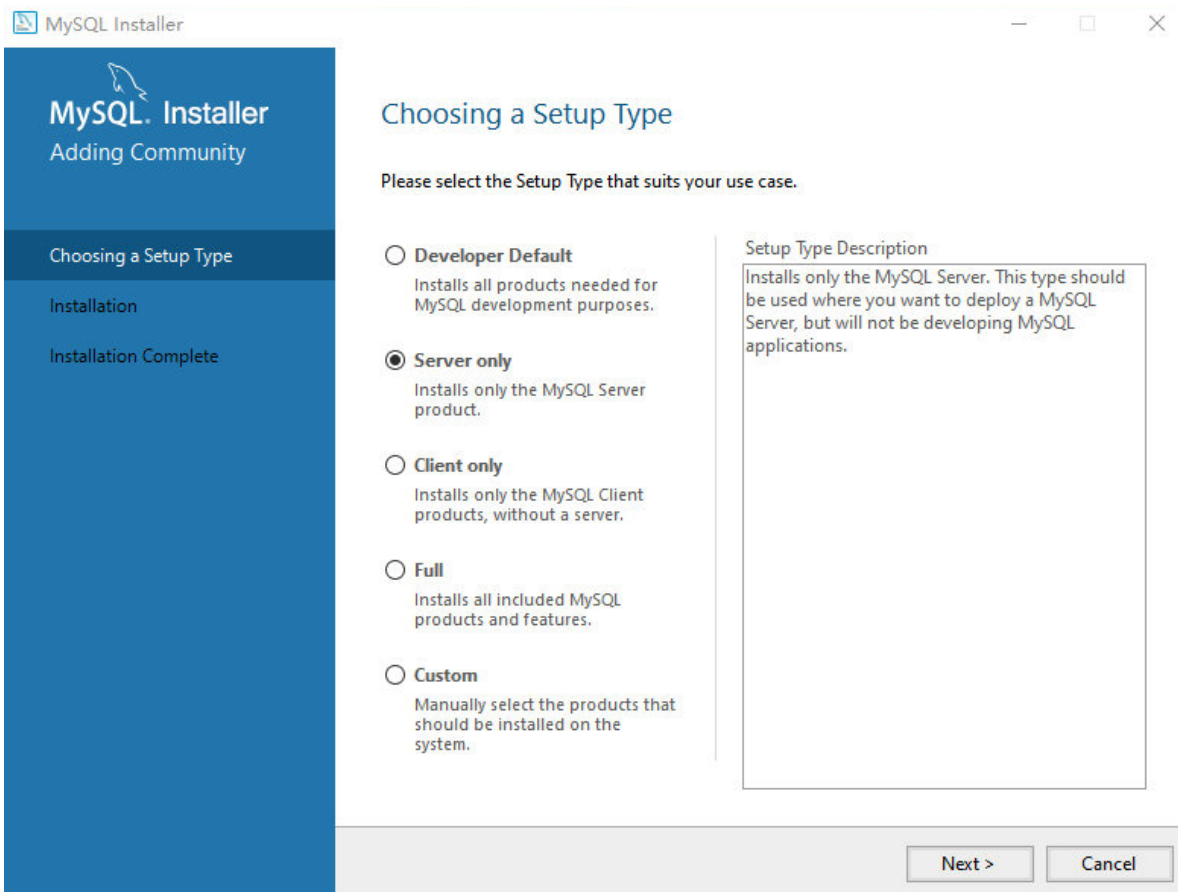 MySQL Installer
MySQL. Installer
Adding Community
Choosing a Setup Type
Installation
Installation Complete
Choosing a Setup Type
Please select the Setup Type that suits your use case.
Developer Default
Installs all products needed for
MySQL development purposes.
Server only
Installs only the MySQL Server
product.
Client only
Installs only the MySQL Client
products, without a server.
Full
Installs all included MySQL
products and features.
Custom
Manually select the products that
should be installed on the
system.
Setup Type Description
Installs only the MySQL Server. This type should
be used where you want to deploy a MySQL
Server, but will not be developing MySQL
applications.
Next >
Cancel